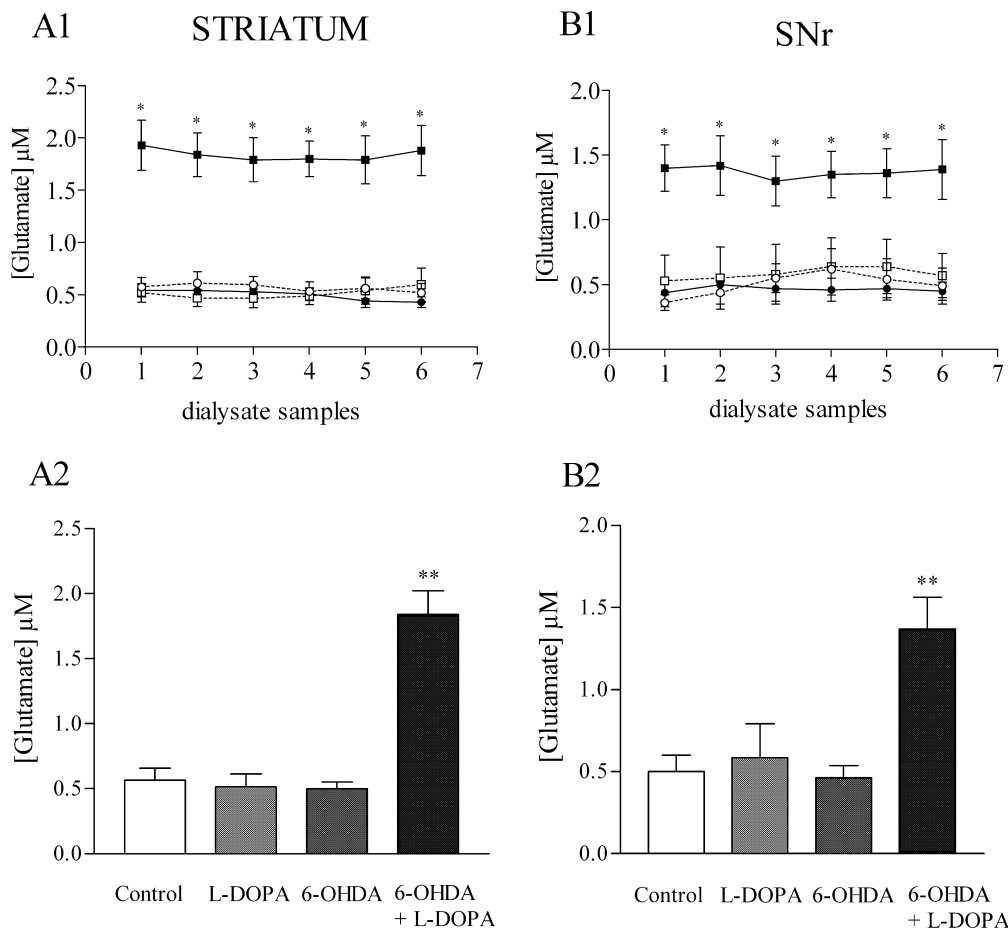 A1
STRIATUM
[Glutamate] µM
2.5
2.0
1.5
1.0
0.5
0.0
* * * * * *
0 1 2 3 4 5 6 7
dialysate samples
B1
SNr
[Glutamate] µM
2.0
1.5
1.0
0.5
0.0
* * * * * *
0 1 2 3 4 5 6 7
dialysate samples
A2
[Glutamate] µM
2.5
2.0
1.5
1.0
0.5
0.0
**
Control L-DOPA 6-OHDA 6-OHDA
+ L-DOPA
B2
[Glutamate] µM
2.0
1.5
1.0
0.5
0.0
**
Control L-DOPA 6-OHDA 6-OHDA
+ L-DOPA